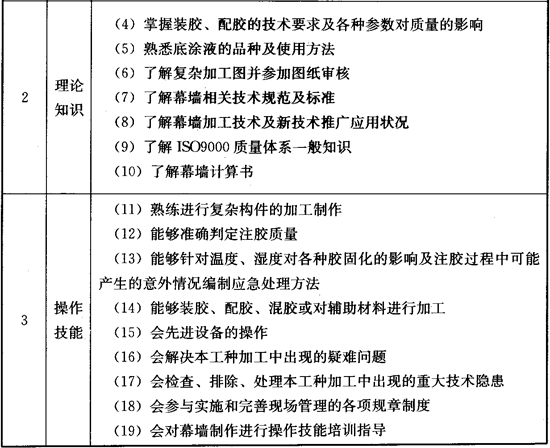 2
理论
知识
(4) 掌握装胶、配胶的技术要求及各种参数对质量的影响
(5) 熟悉底涂液的品种及使用方法
(6) 了解复杂加工图并参加图纸审核
(7) 了解幕墙相关技术规范及标准
(8) 了解幕墙加工技术及新技术推广应用状况
(9) 了解 ISO9000 质量体系一般知识
(10) 了解幕墙计算书
3
操作
技能
(11) 熟练进行复杂构件的加工制作
(12) 能够准确判定注胶质量
(13) 能够针对温度、湿度对各种胶固化的影响及注胶过程中可能
产生的意外情况编制应急处理方法
(14) 能够装胶、配胶、混胶或对辅助材料进行加工
(15) 会先进设备的操作
(16) 会解决本工种加工中出现的疑难问题
(17) 会检查、排除、处理本工种加工中出现的重大技术隐患
(18) 会参与实施和完善现场管理的各项规章制度
(19) 会对幕墙制作进行操作技能培训指导